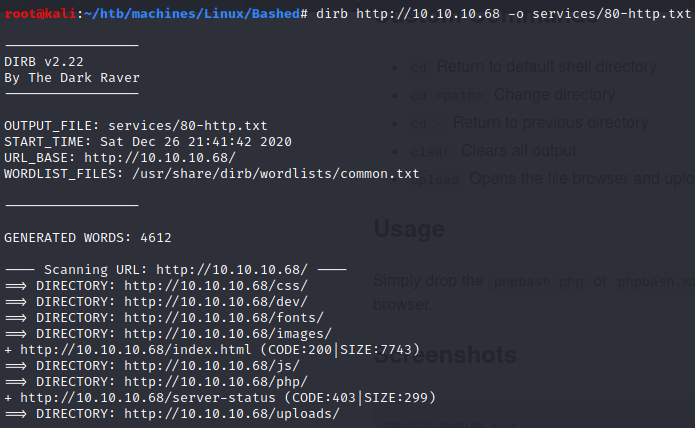 root@kali:~/htb/machines/Linux/Bashed# dirb http://10.10.10.68 -o services/80-http.txt
-----------------
DIRB v2.22
By The Dark Raver
-----------------
OUTPUT_FILE: services/80-http.txt
START_TIME: Sat Dec 26 21:41:42 2020
URL_BASE: http://10.10.10.68/
WORDLIST_FILES: /usr/share/dirb/wordlists/common.txt
-----------------
GENERATED WORDS: 4612
---- Scanning URL: http://10.10.10.68/ ----
==> DIRECTORY: http://10.10.10.68/css/
==> DIRECTORY: http://10.10.10.68/dev/
==> DIRECTORY: http://10.10.10.68/fonts/
==> DIRECTORY: http://10.10.10.68/images/
+ http://10.10.10.68/index.html (CODE:200|SIZE:7743)
==> DIRECTORY: http://10.10.10.68/js/
==> DIRECTORY: http://10.10.10.68/php/
+ http://10.10.10.68/server-status (CODE:403|SIZE:299)
==> DIRECTORY: http://10.10.10.68/uploads/
• cd Return to default shell directory
• cd <path> Change directory
• cd - Return to previous directory
• clear Clears all output
upload Opens the file browser and
Usage
Simply drop the phpbash.php or
browser.
Screenshots